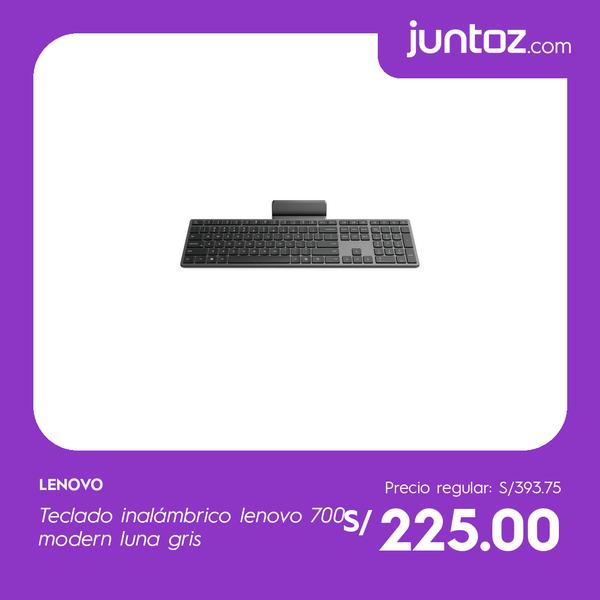 juntoz.com
LENOVO
Teclado inalámbrico lenovo 700
modern luna gris
Precio regular: S/393.75
S/ 225.00